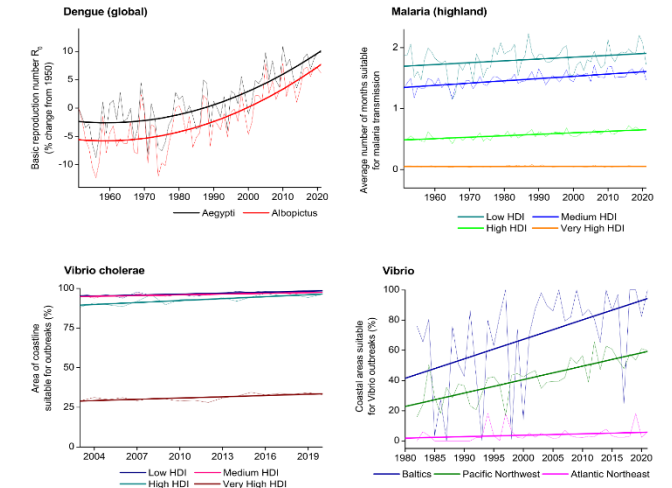 Dengue (global)
Basic reproduction number R₀
(% change from 1950)
10
5
0
-5
-10
1960 1970 1980 1990 2000 2010 2020
Aegypti Albopictus
Malaria (highland)
Average number of months suitable
for malaria transmission
2
1
0
1960 1970 1980 1990 2000 2010 2020
Low HDI Medium HDI
High HDI Very High HDI
Vibrio cholerae
Area of coastline
suitable for outbreaks (%)
100
75
50
25
0
2004 2007 2010 2013 2016 2019
Low HDI Medium HDI
High HDI Very High HDI
Vibrio
Coastal areas suitable
for Vibrio outbreaks (%)
100
80
60
40
20
0
1980 1985 1990 1995 2000 2005 2010 2015 2020
Baltics Pacific Northwest Atlantic Northeast